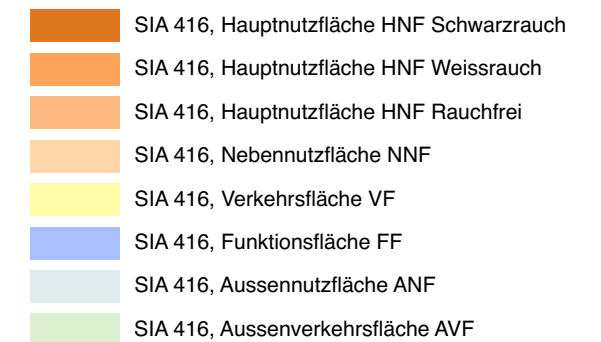 SIA 416, Hauptnutzfläche HNF Schwarzrauch
SIA 416, Hauptnutzfläche HNF Weissrauch
SIA 416, Hauptnutzfläche HNF Rauchfrei
SIA 416, Nebennutzfläche NNF
SIA 416, Verkehrsfläche VF
SIA 416, Funktionsfläche FF
SIA 416, Aussennutzfläche ANF
SIA 416, Aussenverkehrsfläche AVF